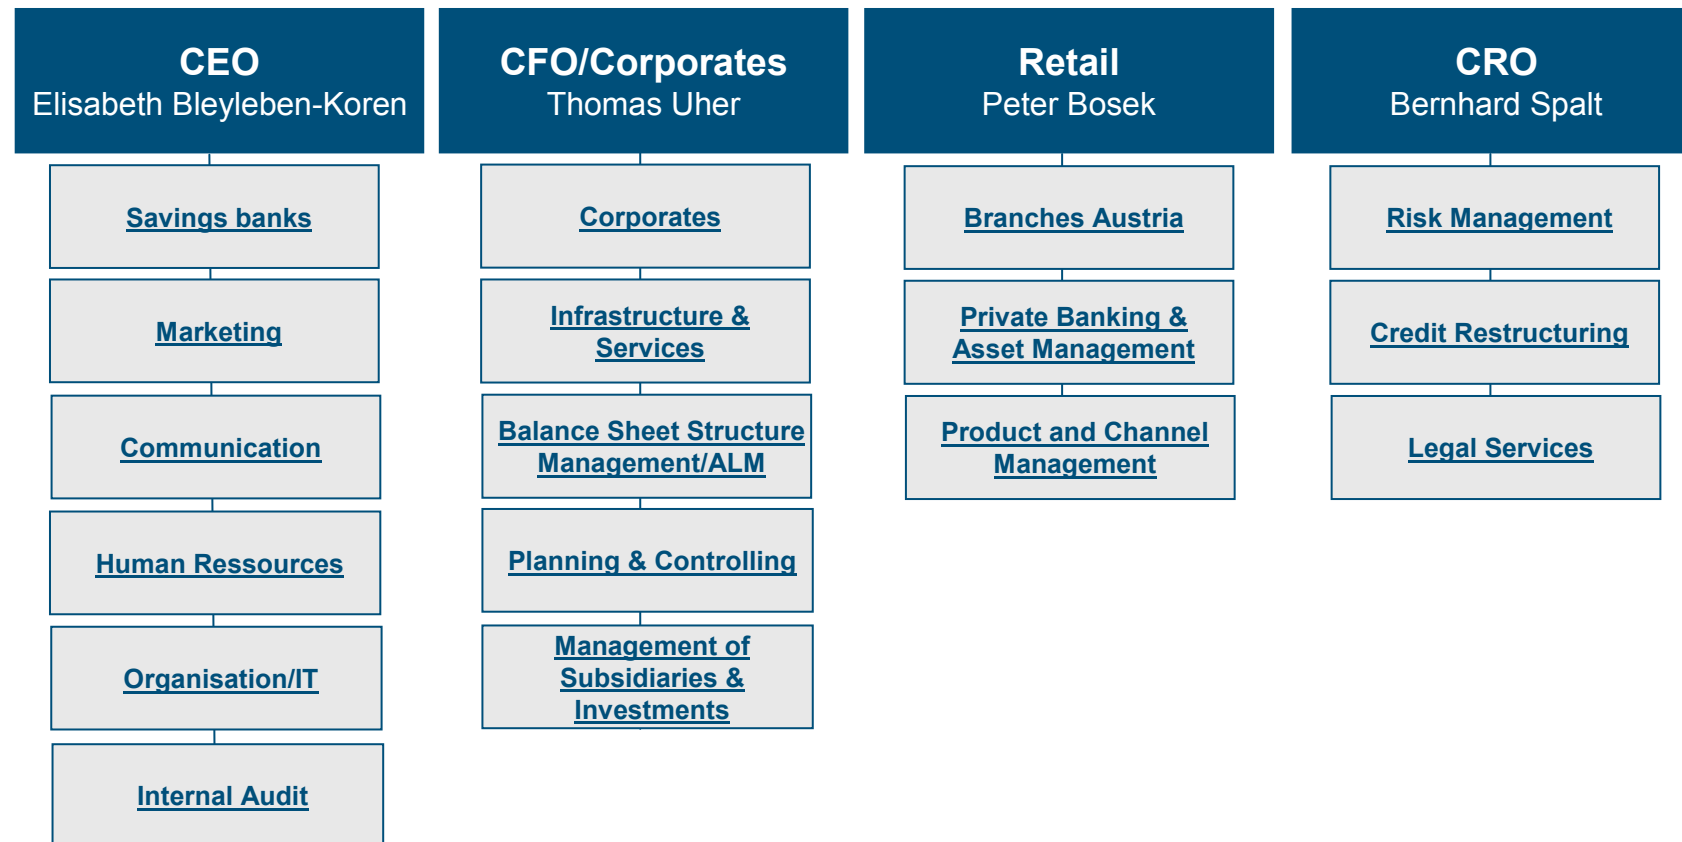 CEO
Elisabeth Bleyleben-Koren
Savings banks
Marketing
Communication
Human Ressources
Organisation/IT
Internal Audit
CFO/Corporates
Thomas Uher
Corporates
Infrastructure &
Services
Balance Sheet Structure
Management/ALM
Planning & Controlling
Management of
Subsidiaries &
Investments
Retail
Peter Bosek
Branches Austria
Private Banking &
Asset Management
Product and Channel
Management
CRO
Bernhard Spalt
Risk Management
Credit Restructuring
Legal Services